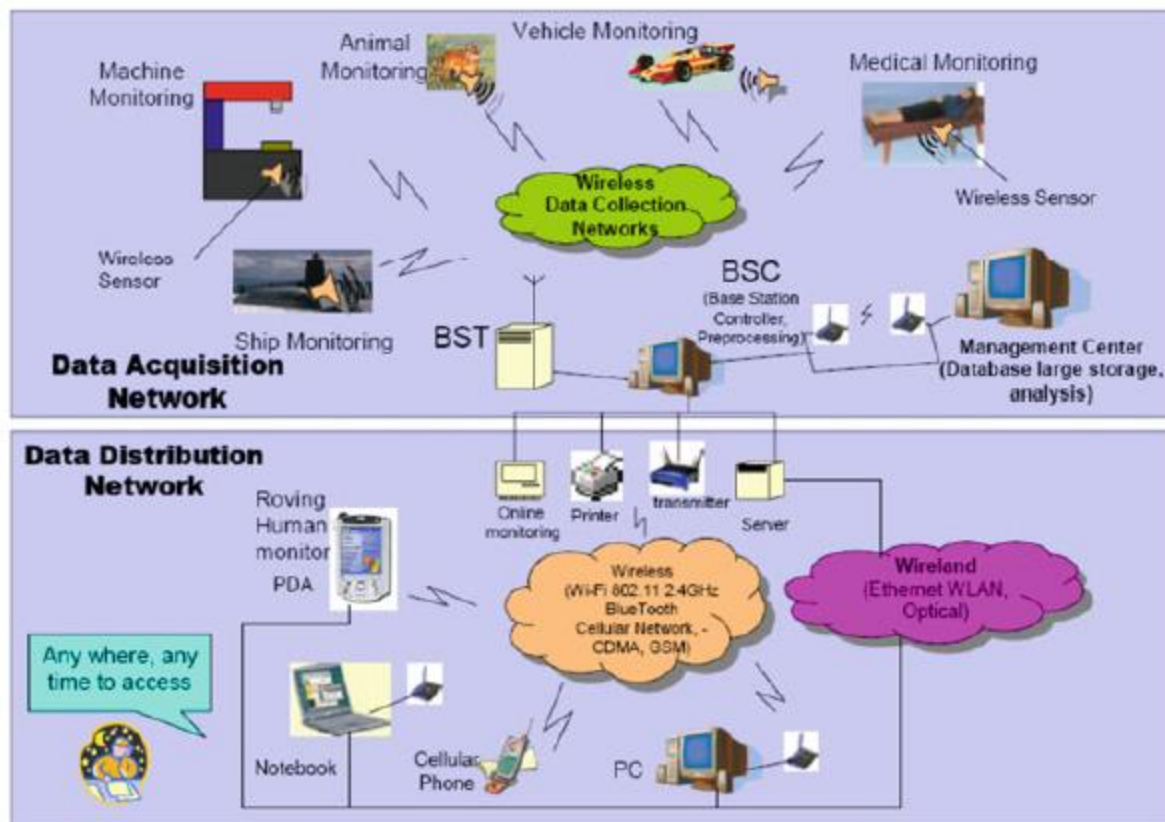 Machine
Monitoring
Animal
Monitoring
Vehicle Monitoring
Medical Monitoring
Wireless
Data Collection
Networks
Wireless Sensor
Wireless
Sensor
Ship Monitoring
BST
BSC
(Base Station
Controller,
Preprocessing)
Management Center
(Database large storage,
analysis)
Data Acquisition
Network
Data Distribution
Network
Roving
Human
monitor
PDA
Online
monitoring
Printer
transmitter
Server
Wireless
(Wi-Fi 802.11 2.4GHz
BlueTooth
Cellular Network, -
CDMA, GSM)
Wireland
(Ethernet WLAN,
Optical)
Any where, any
time to access
Notebook
Cellular
Phone
PC